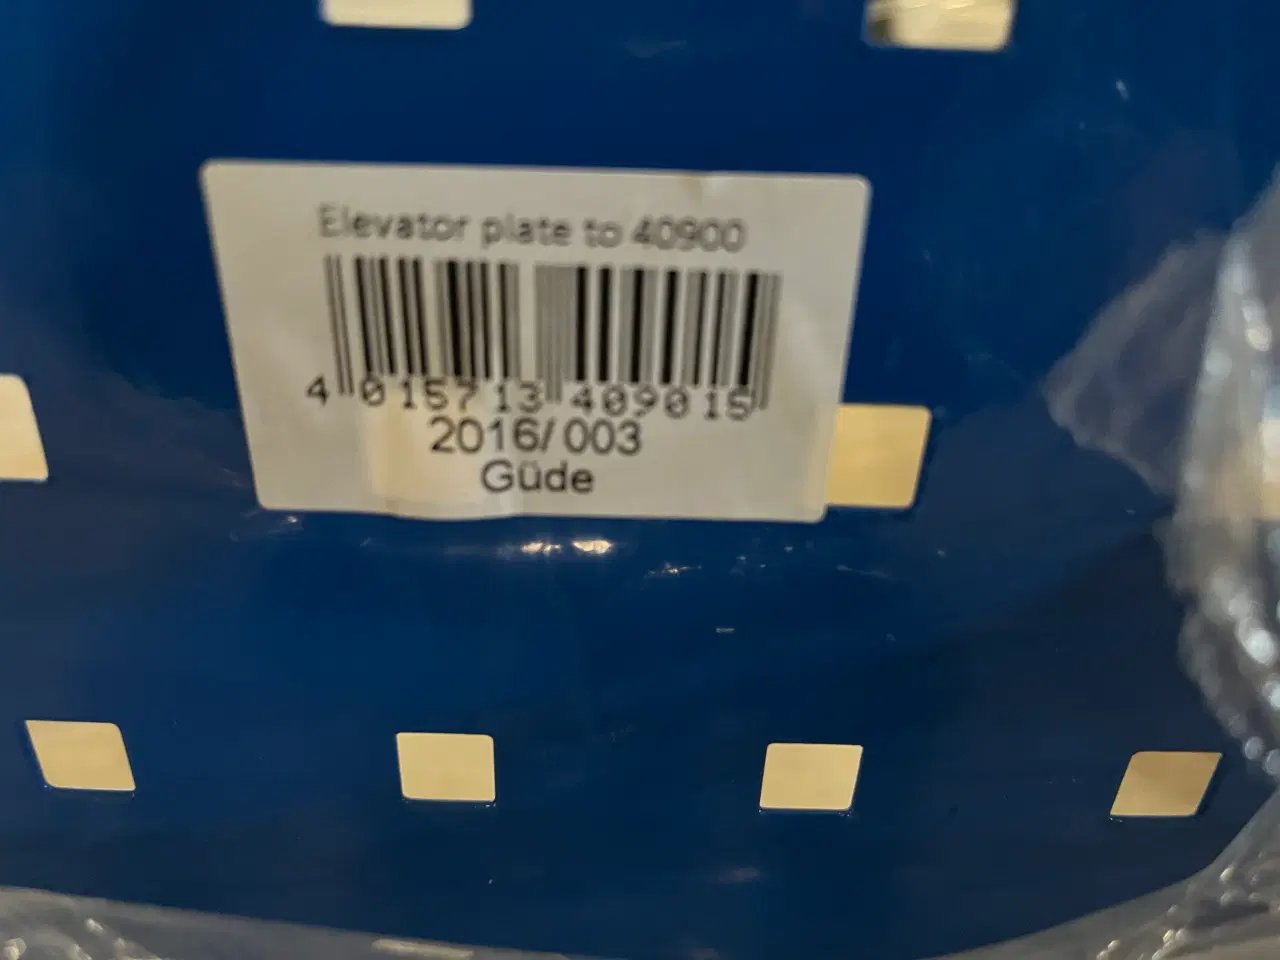 Elevator plate to 40900
4 015713 409015
2016/003
Güde